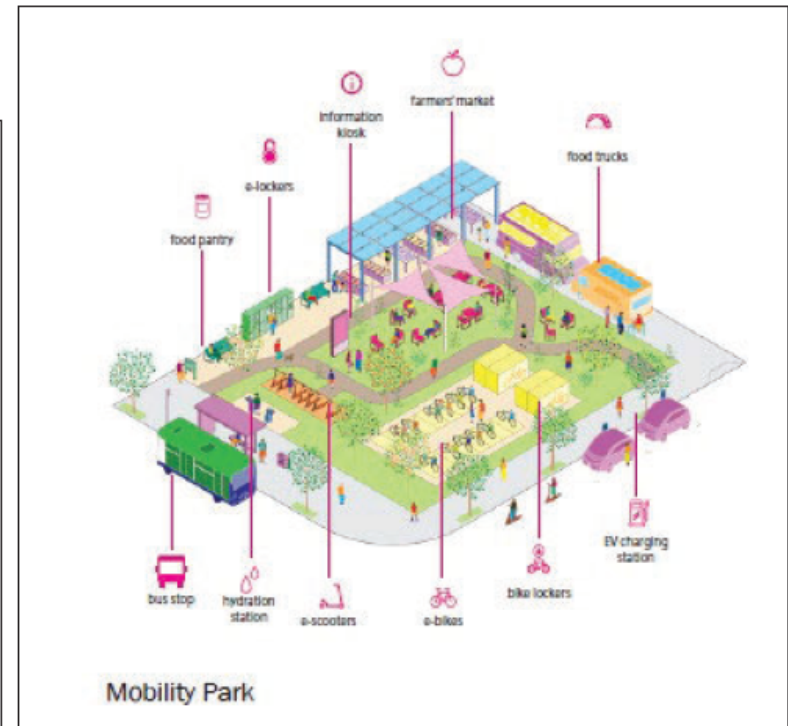 farmers' market
information
kiosk
food trucks
e-lockers
food pantry
EV charging
station
bus stop
hydration
station
e-scooters
e-bikes
bike lockers
Mobility Park